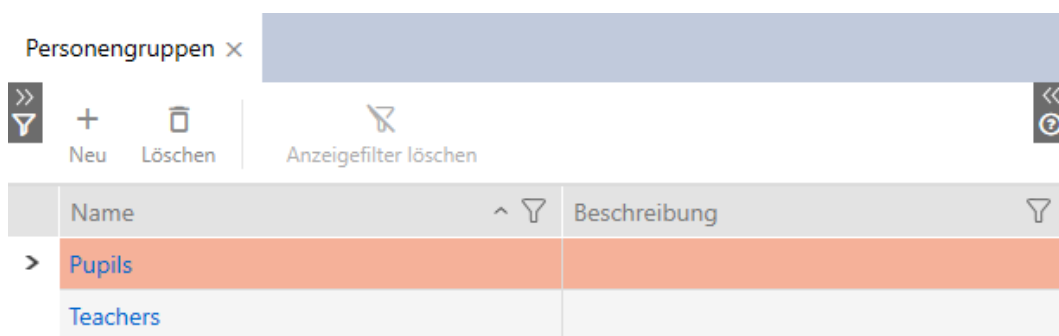 Personengruppen
Neu Löschen Anzeigefilter löschen
Name Beschreibung
Pupils
Teachers